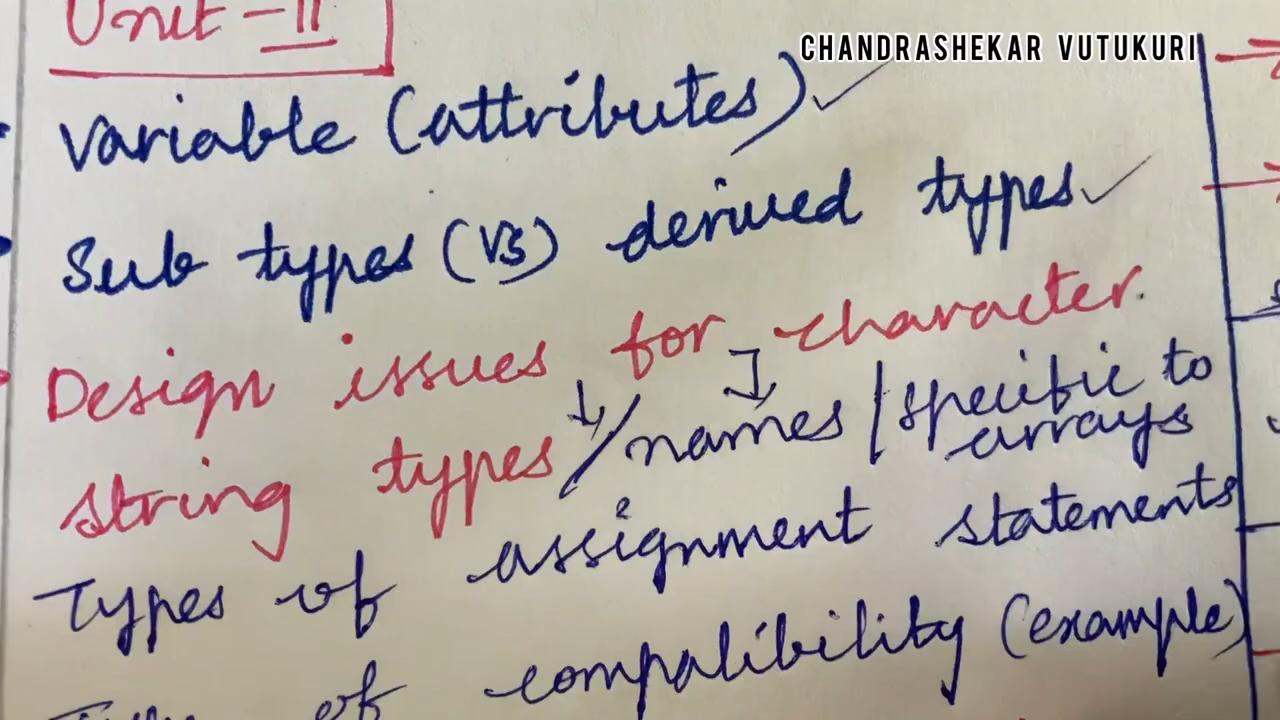 Unit-II
CHANDRASHEKAR VUTUKURI
Variable (attributes)
Sub types (VS) derived types
Design issues for character
string types / names / specific to
arrays
Types of assignment statements
of compatibility (example)